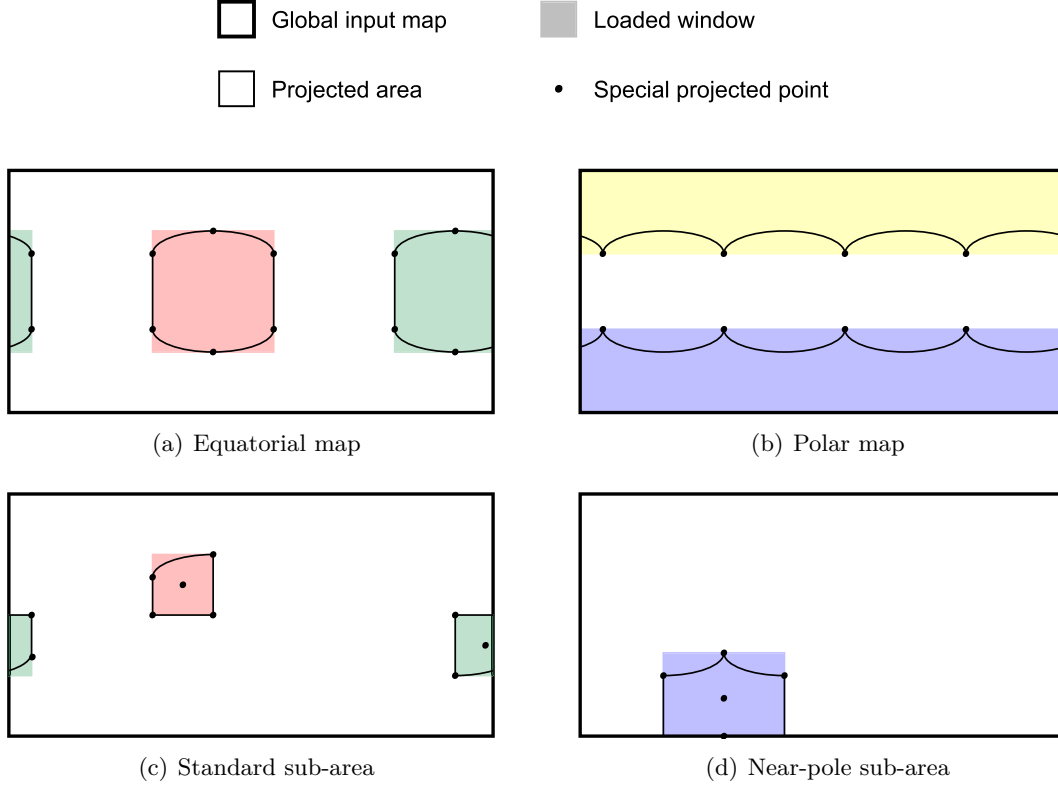 Global input map
Loaded window
Projected area
Special projected point
(a) Equatorial map
(b) Polar map
(c) Standard sub-area
(d) Near-pole sub-area